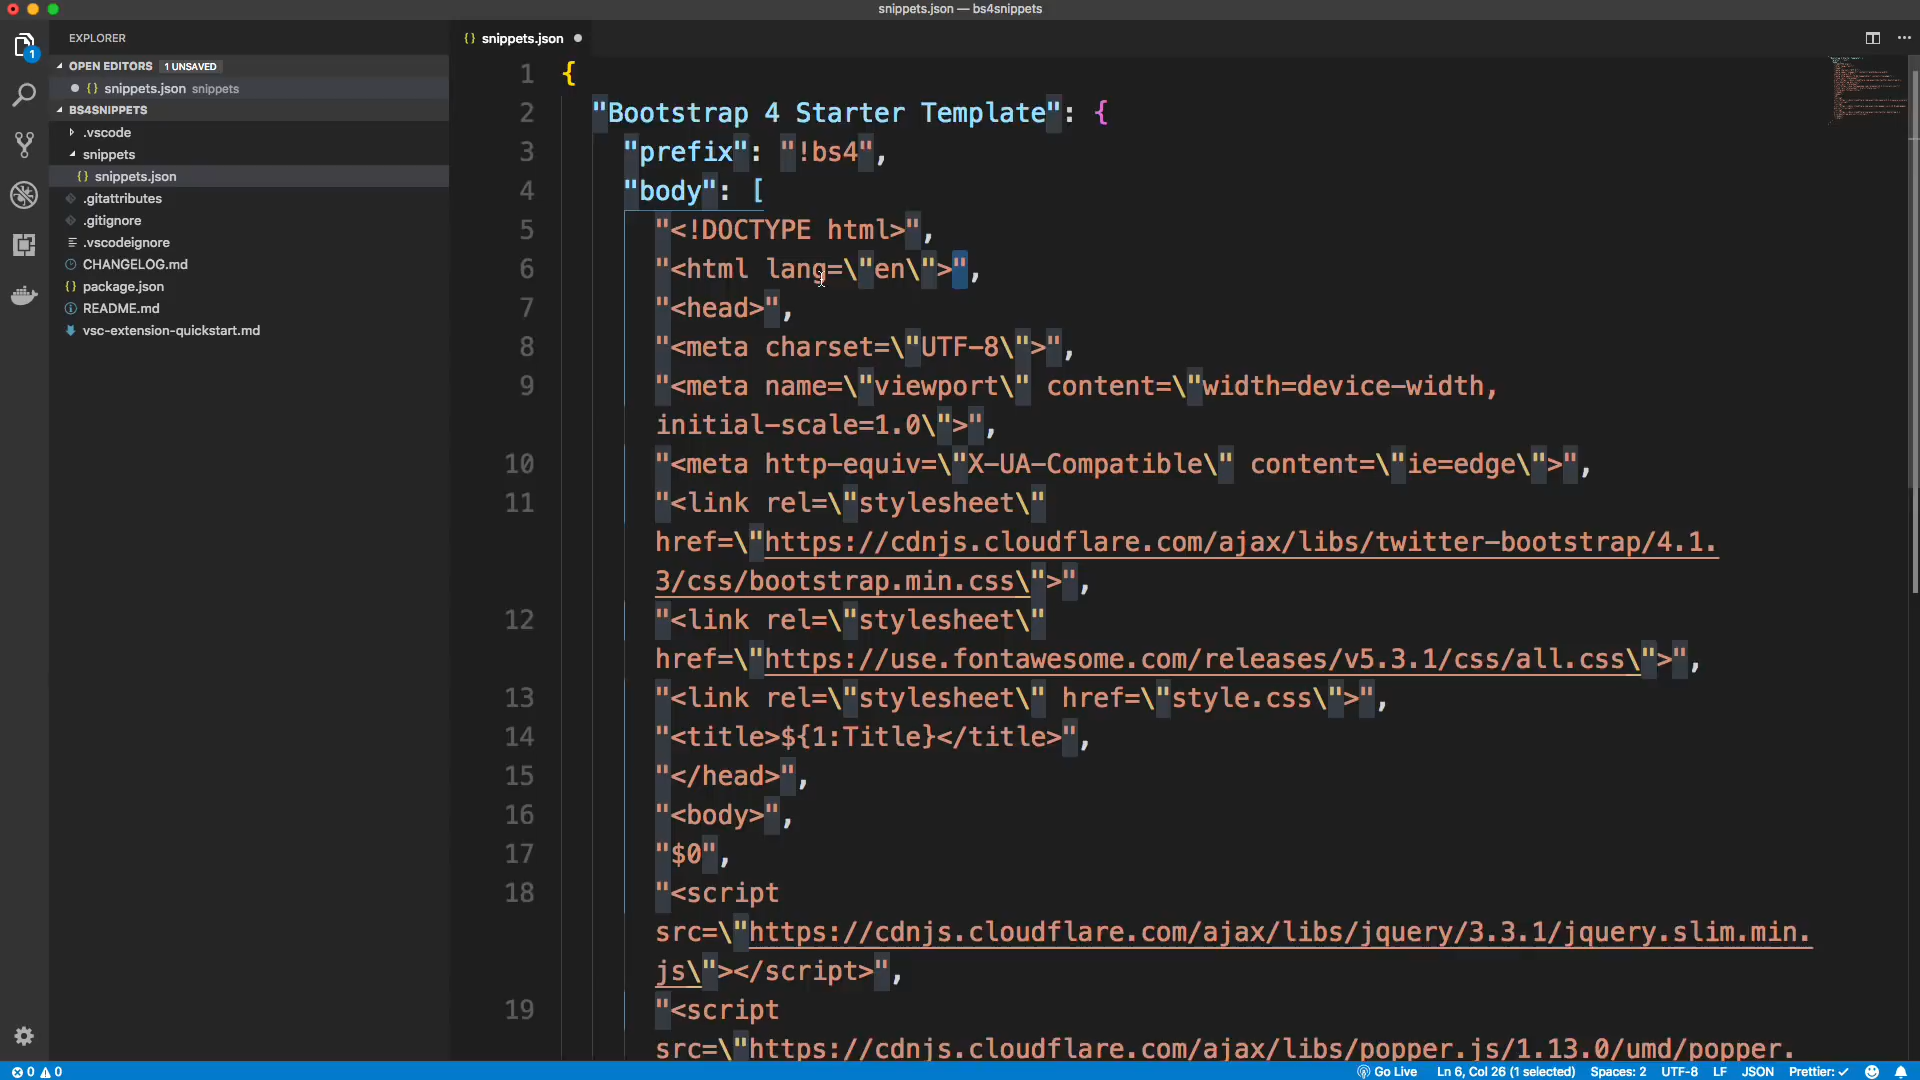 snippets.json — bs4snippets
EXPLORER
OPEN EDITORS 1 UNSAVED
{} snippets.json snippets
BS4SNIPPETS
.vscode
snippets
{} snippets.json
.gitattributes
.gitignore
.vscodeignore
CHANGELOG.md
package.json
README.md
vsc-extension-quickstart.md
1
{} snippets.json
1 {
2 "Bootstrap 4 Starter Template": {
3 "prefix": "!bs4",
4 "body": [
5 "<!DOCTYPE html>",
6 "<html lang=\"en\">",
7 "<head>",
8 "<meta charset=\"UTF-8\">",
9 "<meta name=\"viewport\" content=\"width=device-width,
initial-scale=1.0\">",
10 "<meta http-equiv=\"X-UA-Compatible\" content=\"ie=edge\">",
11 "<link rel=\"stylesheet\"
href=\"https://cdnjs.cloudflare.com/ajax/libs/twitter-bootstrap/4.1.
3/css/bootstrap.min.css\">",
12 "<link rel=\"stylesheet\"
href=\"https://use.fontawesome.com/releases/v5.3.1/css/all.css\">",
13 "<link rel=\"stylesheet\" href=\"style.css\">",
14 "<title>${1:Title}</title>",
15 "</head>",
16 "<body>",
17 "$0",
18 "<script
src=\"https://cdnjs.cloudflare.com/ajax/libs/jquery/3.3.1/jquery.slim.min.
js\"></script>",
19 "<script
src=\"https://cdnjs.cloudflare.com/ajax/libs/popper.js/1.13.0/umd/popper.
0 0 Go Live Ln 6, Col 26 (1 selected) Spaces: 2 UTF-8 LF JSON Prettier: ✓